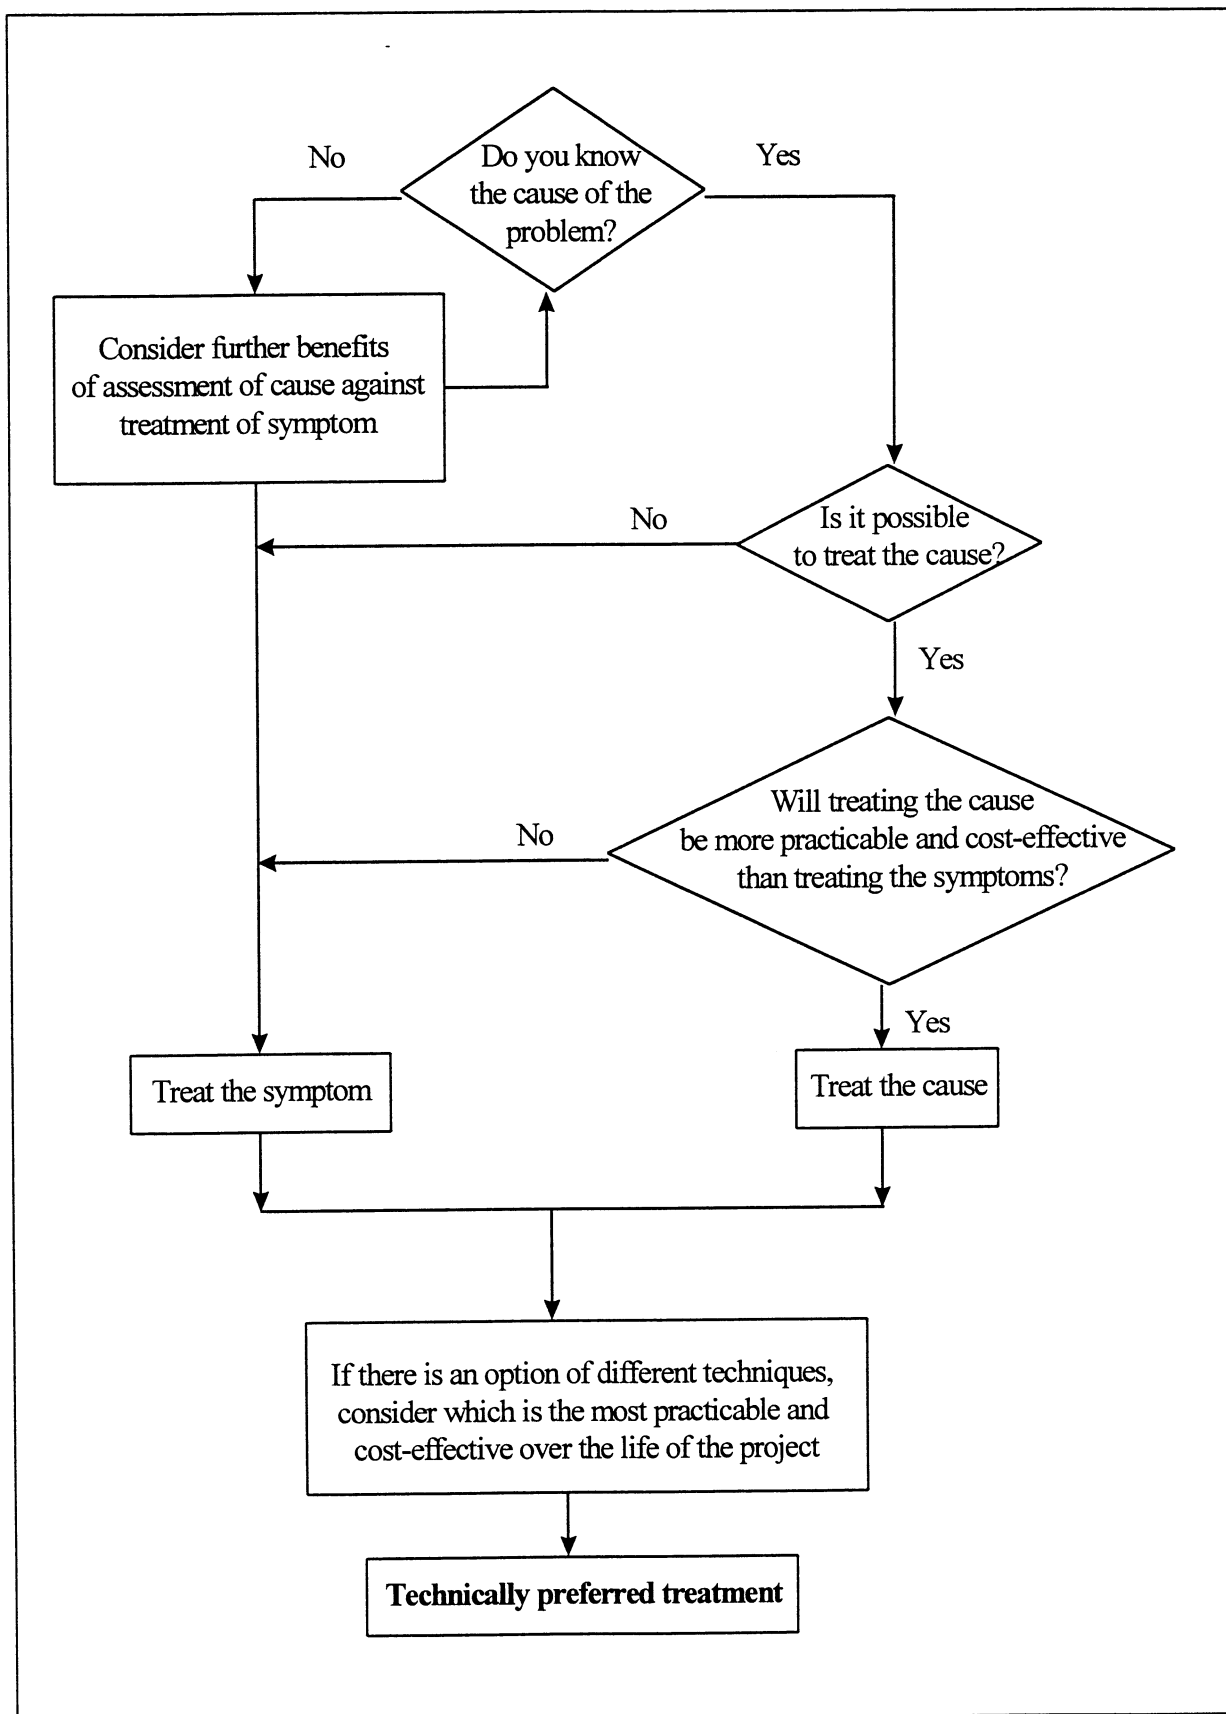 No
Do you know
the cause of the
problem?
Yes
Consider further benefits
of assessment of cause against
treatment of symptom
No
Is it possible
to treat the cause?
Yes
No
Will treating the cause
be more practicable and cost-effective
than treating the symptoms?
Yes
Treat the symptom
Treat the cause
If there is an option of different techniques,
consider which is the most practicable and
cost-effective over the life of the project
Technically preferred treatment